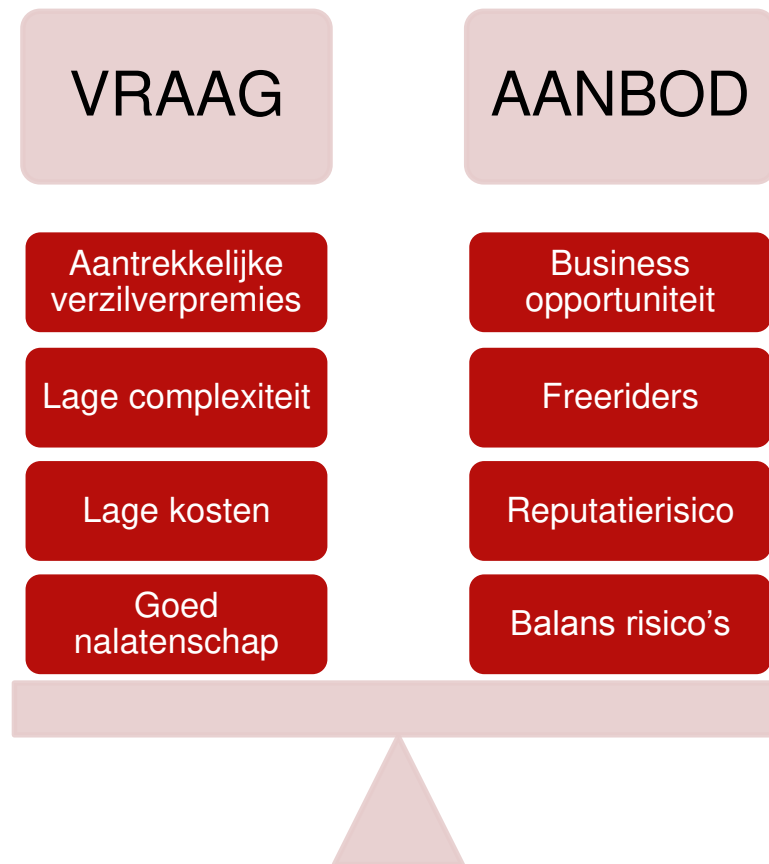 VRAAG
AANBOD
Aantrekkelijke
verzilverpremies
Business
opportuniteit
Lage complexiteit
Freeriders
Lage kosten
Reputatierisico
Goed
nalatenschap
Balans risico's